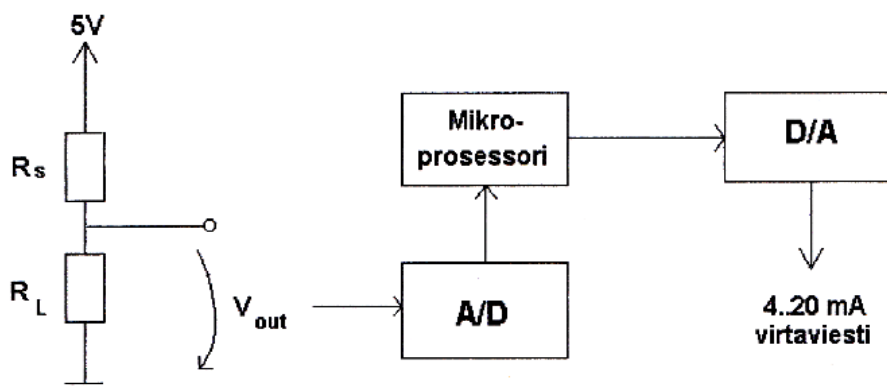 5V
Rs
RL
Vout
Mikro-
prosessori
A/D
D/A
4..20 mA
virtaviesti